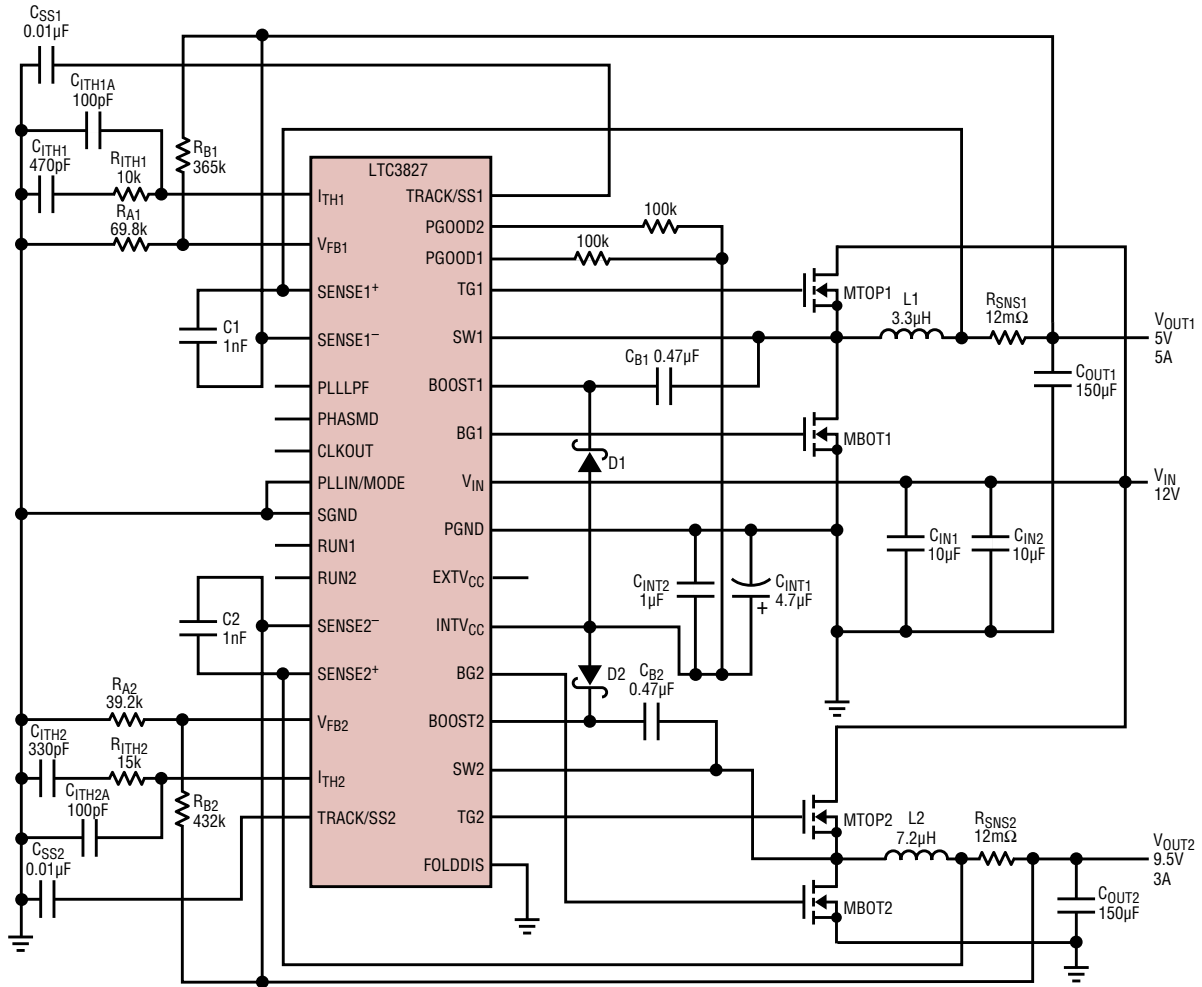 CSS1
0.01µF
CITH1A
100pF
CITH1
470pF
RITH1
10k
RA1
69.8k
RB1
365k
C1
1nF
C2
1nF
RA2
39.2k
CITH2
330pF
RITH2
15k
CITH2A
100pF
CSS2
0.01µF
RB2
432k
LTC3827
ITH1
VFB1
SENSE1+
SENSE1–
PLLLPF
PHASMD
CLKOUT
PLLIN/MODE
SGND
RUN1
RUN2
SENSE2–
SENSE2+
VFB2
ITH2
TRACK/SS2
TRACK/SS1
PGOOD2
PGOOD1
TG1
SW1
BOOST1
BG1
VIN
PGND
EXTVCC
INTVCC
BG2
BOOST2
SW2
TG2
FOLDDIS
100k
100k
MTOP1
L1
3.3µH
RSNS1
12mΩ
VOUT1
5V
5A
CB1 0.47µF
COUT1
150µF
D1
MBOT1
VIN
12V
CIN1
10µF
CIN2
10µF
CINT2
1µF
CINT1
4.7µF
+
D2
CB2
0.47µF
MTOP2
L2
7.2µH
RSNS2
12mΩ
VOUT2
9.5V
3A
MBOT2
COUT2
150µF